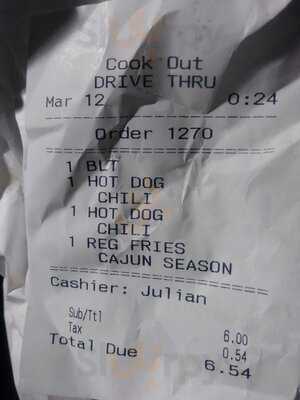 Cook Out
DRIVE THRU
Mar 12 0:24
Order 1270
1 BLT
1 HOT DOG
CHILI
1 HOT DOG
CHILI
1 REG FRIES
CAJUN SEASON
Cashier: Julian
Sub/Ttl 6.00
Tax 0.54
Total Due 6.54